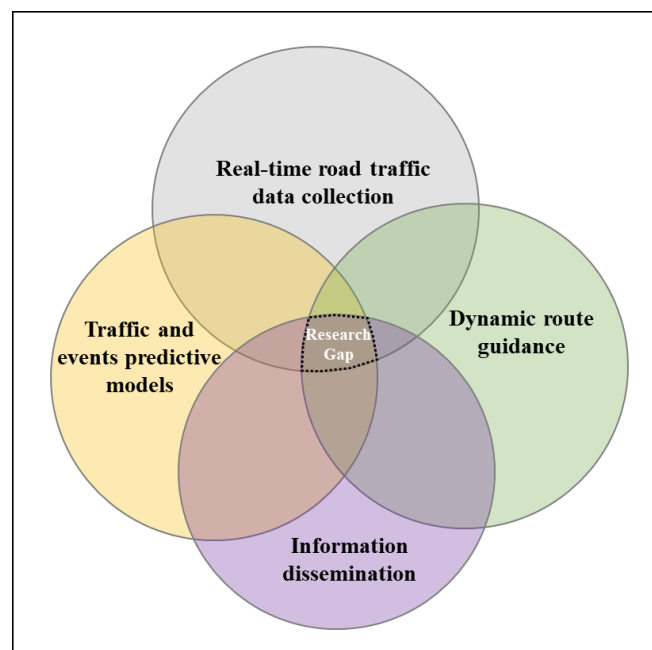 Real-time road traffic
data collection
Traffic and
events predictive
models
Research
Gap
Dynamic route
guidance
Information
dissemination